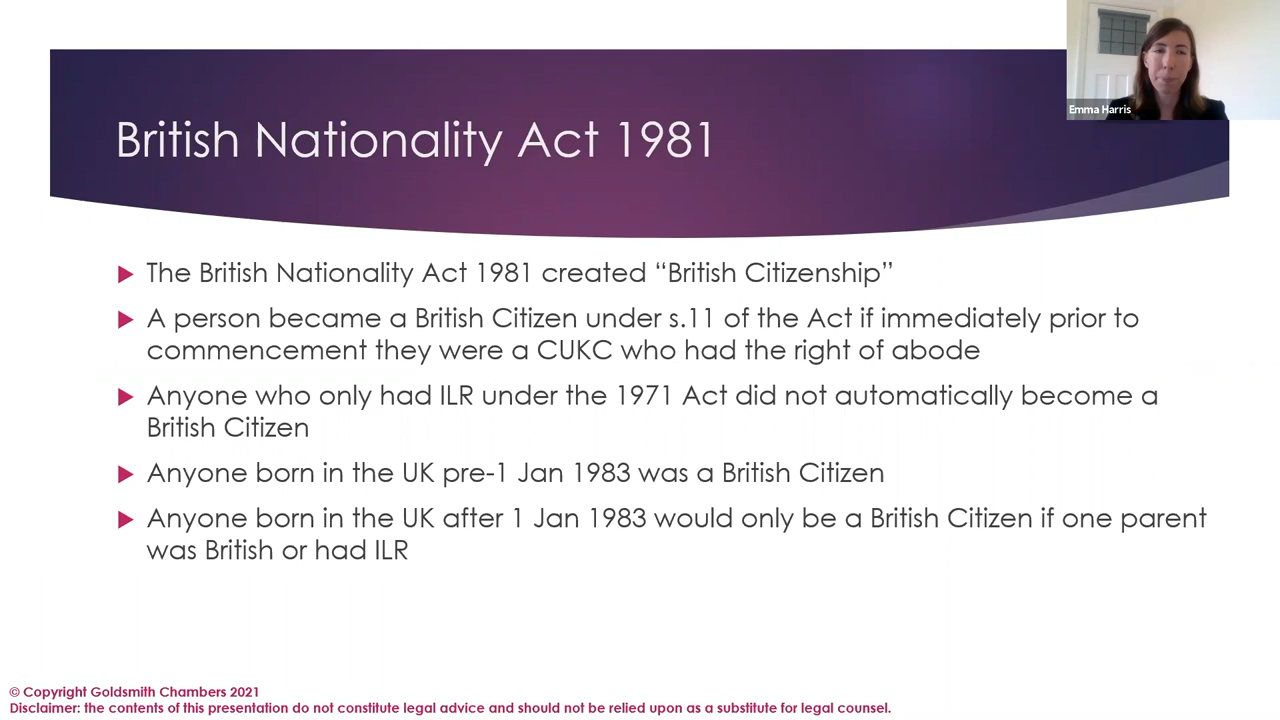 Emma Harris
British Nationality Act 1981
The British Nationality Act 1981 created “British Citizenship”
A person became a British Citizen under s.11 of the Act if immediately prior to
commencement they were a CUKC who had the right of abode
Anyone who only had ILR under the 1971 Act did not automatically become a
British Citizen
Anyone born in the UK pre-1 Jan 1983 was a British Citizen
Anyone born in the UK after 1 Jan 1983 would only be a British Citizen if one parent
was British or had ILR
© Copyright Goldsmith Chambers 2021
Disclaimer: the contents of this presentation do not constitute legal advice and should not be relied upon as a substitute for legal counsel.